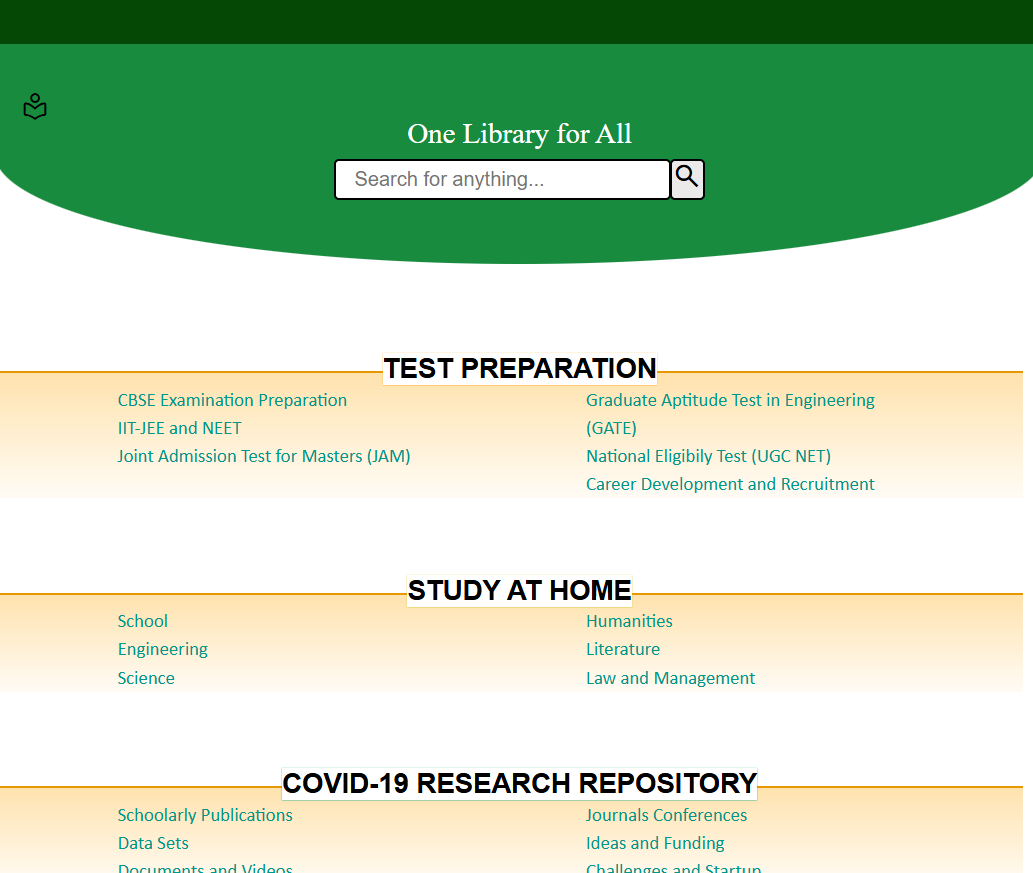 One Library for All
Search for anything...
TEST PREPARATION
CBSE Examination Preparation
IIT-JEE and NEET
Joint Admission Test for Masters (JAM)
Graduate Aptitude Test in Engineering
(GATE)
National Eligibily Test (UGC NET)
Career Development and Recruitment
STUDY AT HOME
School
Engineering
Science
Humanities
Literature
Law and Management
COVID-19 RESEARCH REPOSITORY
Schoolarly Publications
Data Sets
Documents and Videos
Journals Conferences
Ideas and Funding
Challenges and Startup